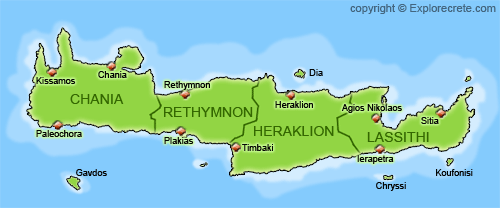 copyright © Explorecrete.com
Dia
Kissamos
Chania
Rethymnon
CHANIA
Heraklion
Agios Nikolaos
RETHYMNON
Sitia
HERAKLION
LASSITHI
Paleochora
Plakias
Timbaki
Ierapetra
Koufonisi
Gavdos
Chryssi